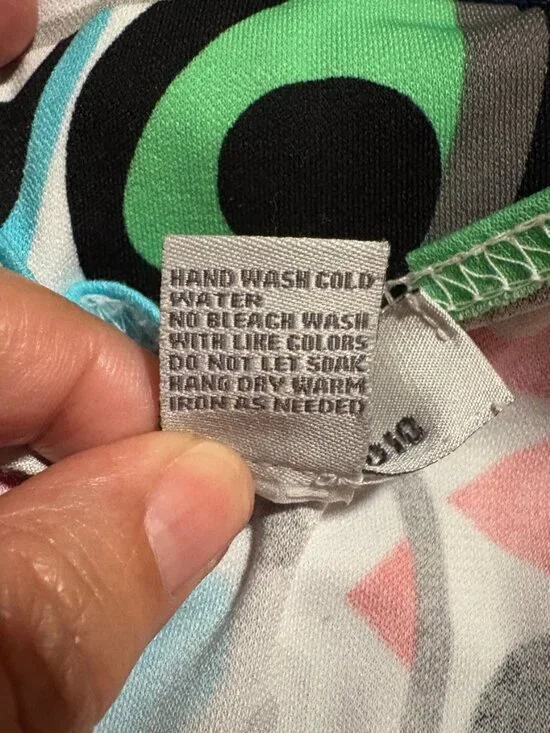 HAND WASH COLD
WATER
NO BLEACH WASH
WITH LIKE COLORS
DO NOT LET SOAK
HANG DRY WARM
IRON AS NEEDED